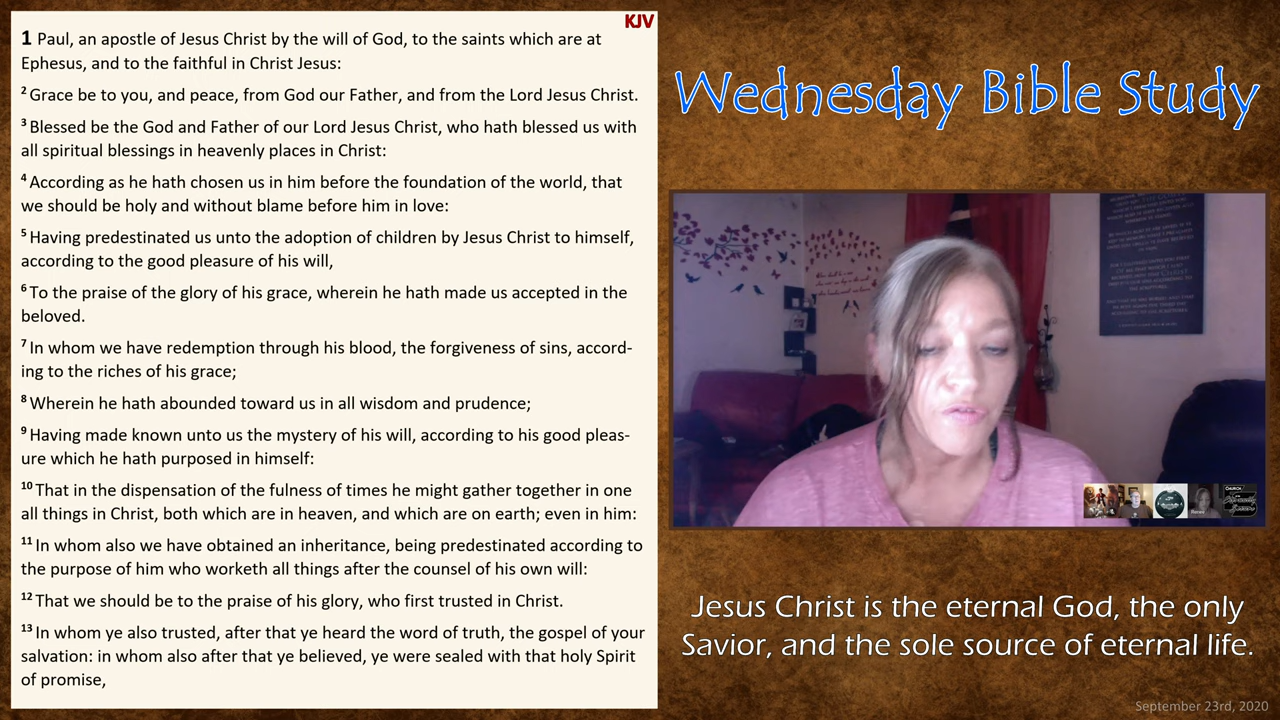 KJV
1 Paul, an apostle of Jesus Christ by the will of God, to the saints which are at
Ephesus, and to the faithful in Christ Jesus:
2 Grace be to you, and peace, from God our Father, and from the Lord Jesus Christ.
3 Blessed be the God and Father of our Lord Jesus Christ, who hath blessed us with
all spiritual blessings in heavenly places in Christ:
4 According as he hath chosen us in him before the foundation of the world, that
we should be holy and without blame before him in love:
5 Having predestinated us unto the adoption of children by Jesus Christ to himself,
according to the good pleasure of his will,
6 To the praise of the glory of his grace, wherein he hath made us accepted in the
beloved.
7 In whom we have redemption through his blood, the forgiveness of sins, accord-
ing to the riches of his grace;
8 Wherein he hath abounded toward us in all wisdom and prudence;
9 Having made known unto us the mystery of his will, according to his good pleas-
ure which he hath purposed in himself:
10 That in the dispensation of the fulness of times he might gather together in one
all things in Christ, both which are in heaven, and which are on earth; even in him:
11 In whom also we have obtained an inheritance, being predestinated according to
the purpose of him who worketh all things after the counsel of his own will:
12 That we should be to the praise of his glory, who first trusted in Christ.
13 In whom ye also trusted, after that ye heard the word of truth, the gospel of your
salvation: in whom also after that ye believed, ye were sealed with that holy Spirit
of promise,
Wednesday Bible Study
Renee
CHURCH
Jesus Christ is the eternal God, the only
Savior, and the sole source of eternal life.
September 23rd, 2020